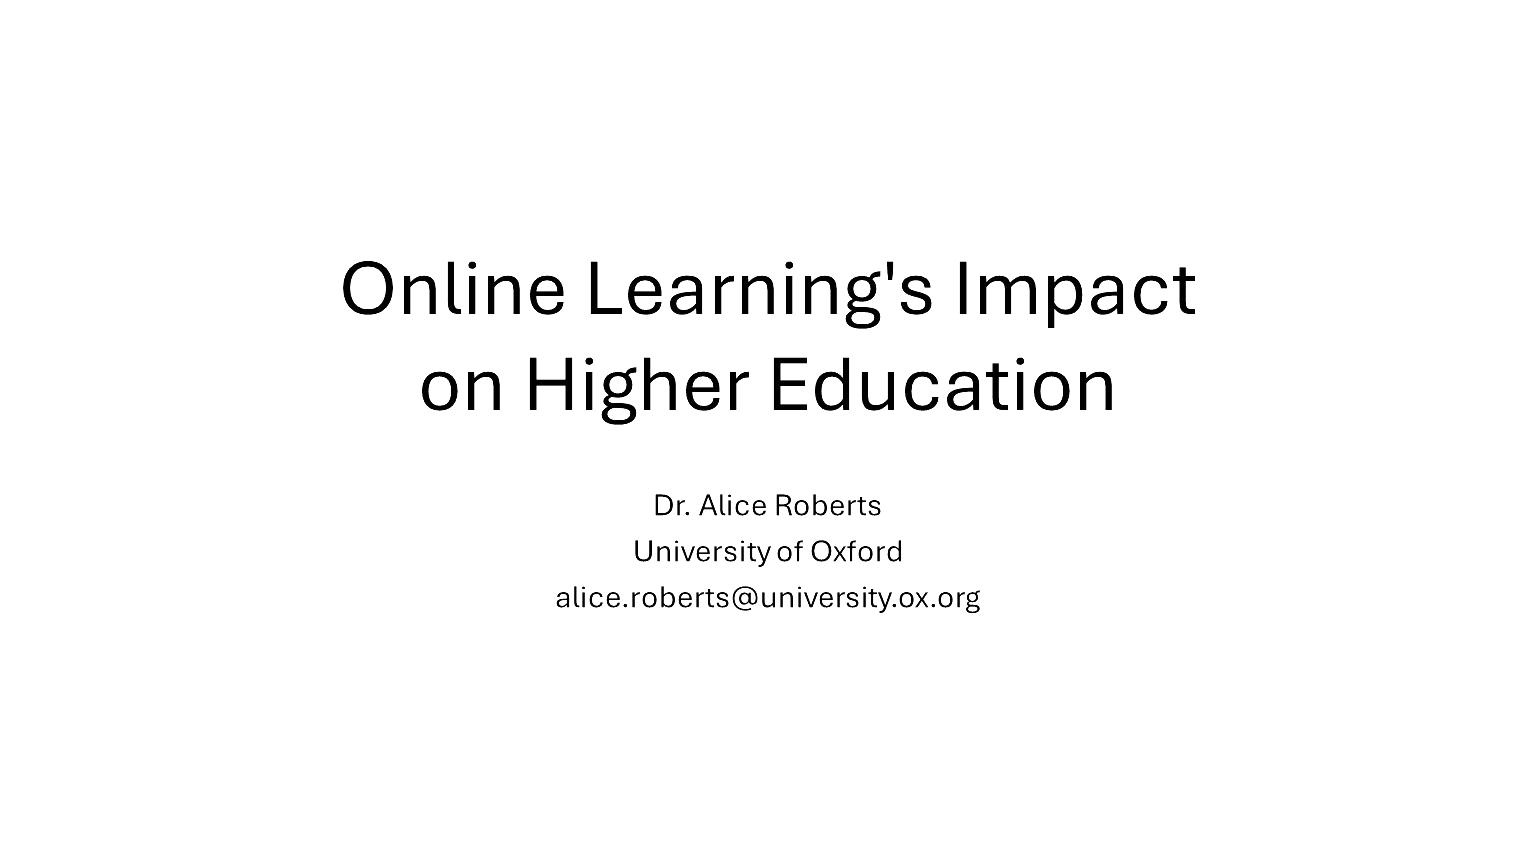 Online Learning's Impact
on Higher Education
Dr. Alice Roberts
University of Oxford
alice.roberts@university.ox.org